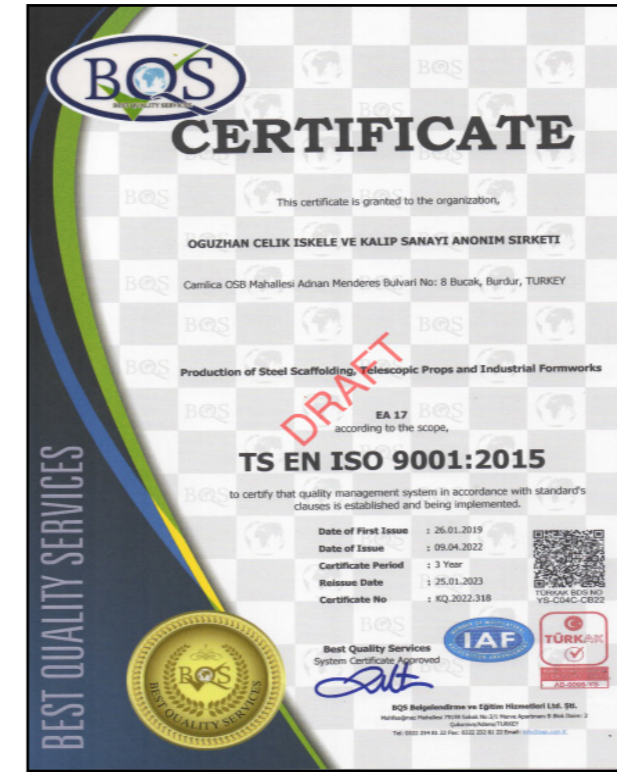 BQS
BEST QUALITY SERVICES
CERTIFICATE
This certificate is granted to the organization,
OGUZHAN CELIK ISKELE VE KALIP SANAYI ANONIM SIRKETI
Camlica OSB Mahallesi Adnan Menderes Bulvari No: 8 Bucak, Burdur, TURKEY
Production of Steel Scaffolding, Telescopic Props and Industrial Formworks
DRAFT
EA 17
according to the scope,
TS EN ISO 9001:2015
to certify that quality management system in accordance with standard's
clauses is established and being implemented.
Date of First Issue : 26.01.2019
Date of Issue : 09.04.2022
Certificate Period : 3 Year
Reissue Date : 25.01.2023
Certificate No : KQ.2022.318
TÜRKAK BDS NO
YS-C04C-CB22
BEST QUALITY SERVICES
BQS
BEST QUALITY SERVICES
Best Quality Services
System Certificate Approved
IAF
TÜRKAK
AB-0066-YS
BQS Belgelendirme ve Eğitim Hizmetleri Ltd. Şti.
Çukurova/Adana/TURKEY